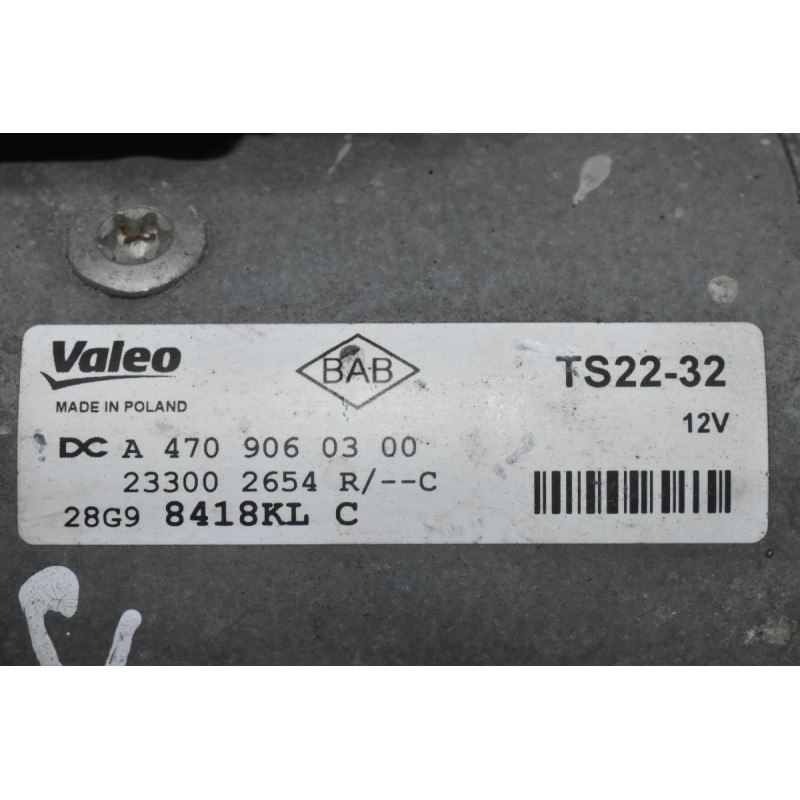 Valeo BAB TS22-32
MADE IN POLAND 12V
DC A 470 906 03 00
23300 2654 R/--C
28G9 8418KL C